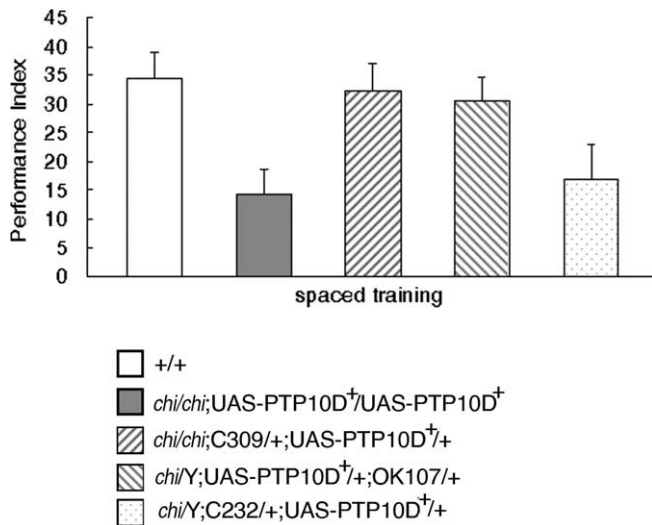 45
40
35
30
25
20
15
10
5
0
Performance Index
spaced training
+/+
chi/chi;UAS-PTP10D+/UAS-PTP10D+
chi/chi;C309/+;UAS-PTP10D+/+
chi/Y;UAS-PTP10D+/+;OK107/+
chi/Y;C232/+;UAS-PTP10D+/+